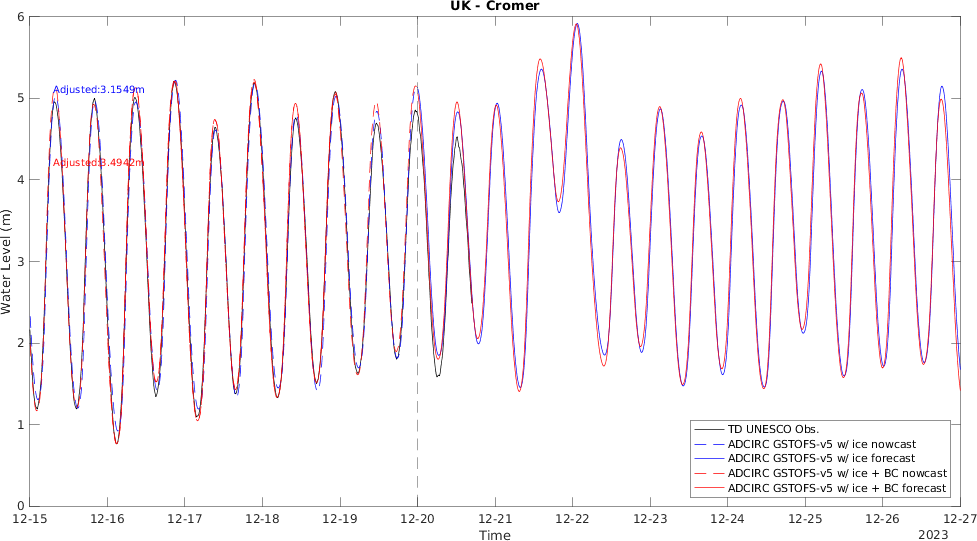 UK - Cromer
6
5
4
3
2
1
0
Water Level (m)
Adjusted:3.1549m
Adjusted:3.4942m
TD UNESCO Obs.
ADCIRC GSTOFS-v5 w/ ice nowcast
ADCIRC GSTOFS-v5 w/ ice forecast
ADCIRC GSTOFS-v5 w/ ice + BC nowcast
ADCIRC GSTOFS-v5 w/ ice + BC forecast
12-15 12-16 12-17 12-18 12-19 12-20 12-21 12-22 12-23 12-24 12-25 12-26 12-27
Time
2023